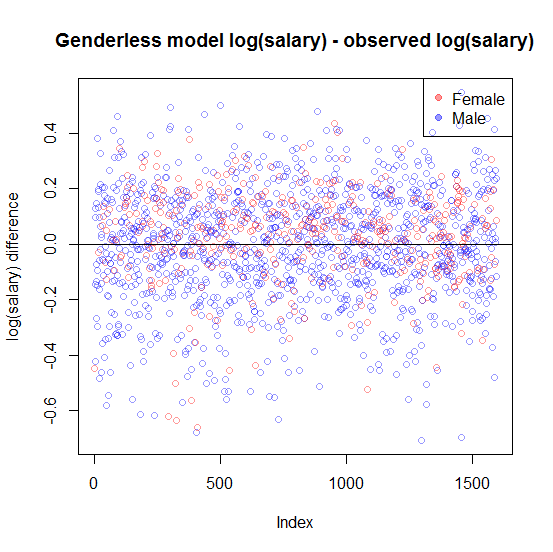 Genderless model log(salary) - observed log(salary)
Female
Male
log(salary) difference
0.4
0.2
0.0
-0.2
-0.4
-0.6
0
500
1000
1500
Index